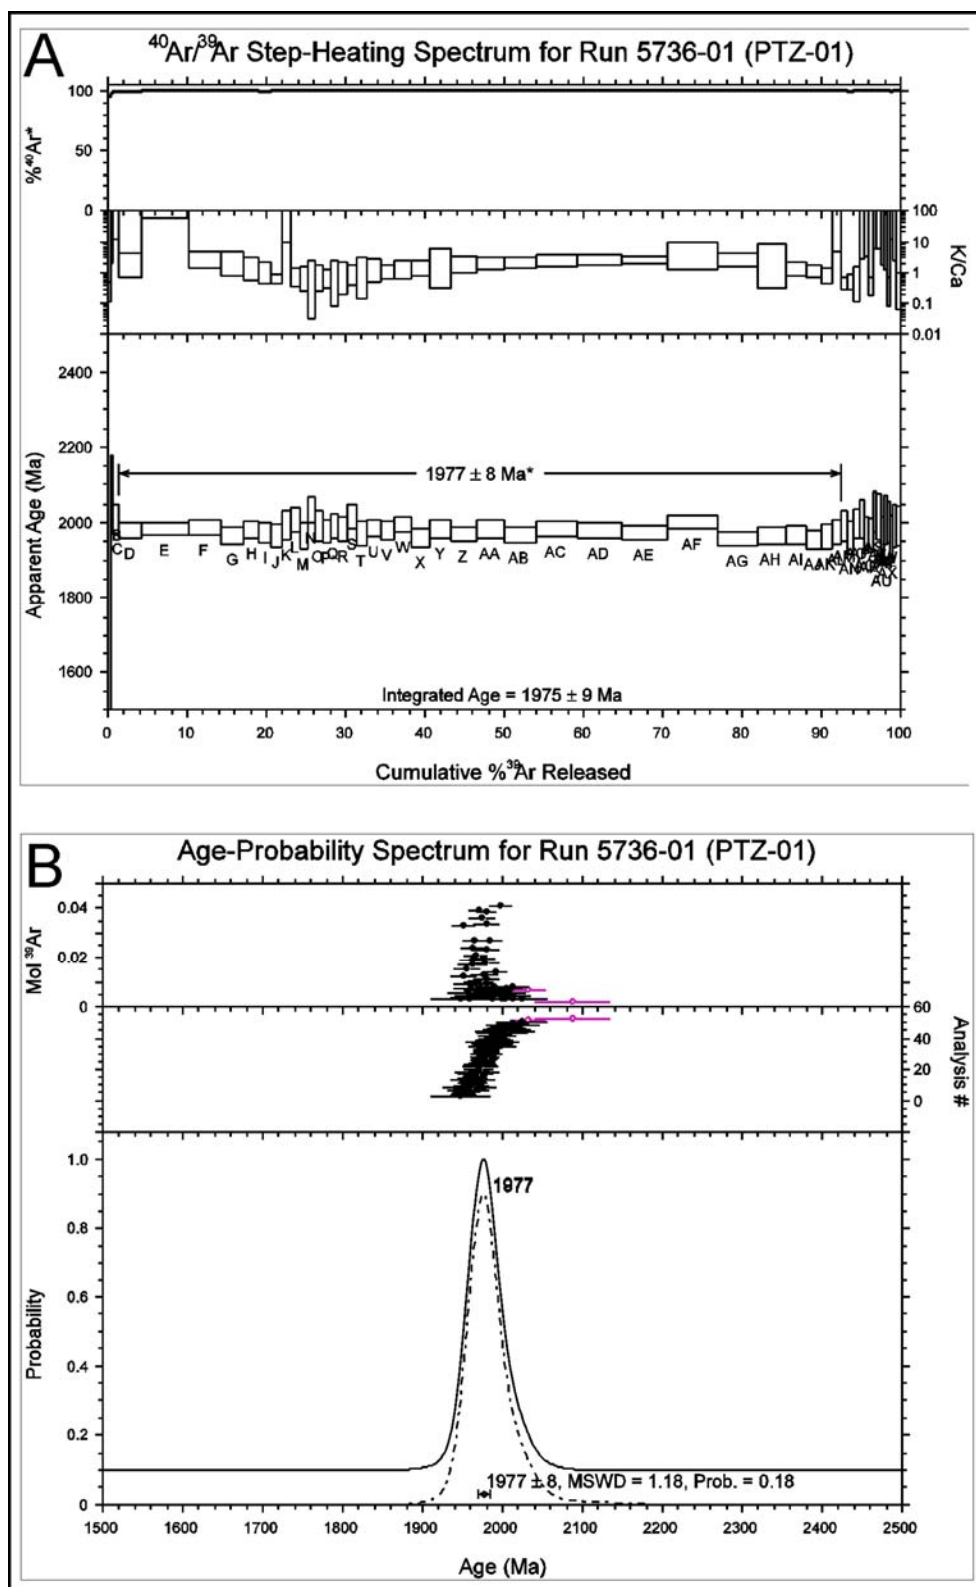 A
40Ar/39Ar Step-Heating Spectrum for Run 5736-01 (PTZ-01)
100
50
0
%40Ar*
100
10
1
0.1
0.01
K/Ca
2400
2200
2000
1800
1600
Apparent Age (Ma)
1977 ± 8 Ma*
B C D E F G H I J K L M N O P Q R S T U V W X Y Z AA AB AC AD AE AF AG AH AI AJ AK AU
Integrated Age = 1975 ± 9 Ma
0 10 20 30 40 50 60 70 80 90 100
Cumulative %39Ar Released
B
Age-Probability Spectrum for Run 5736-01 (PTZ-01)
0.04
0.02
0
Mol 39Ar
60
40
20
0
Analysis #
1.0
0.8
0.6
0.4
0.2
0
Probability
1977
1977 ± 8, MSWD = 1.18, Prob. = 0.18
1500 1600 1700 1800 1900 2000 2100 2200 2300 2400 2500
Age (Ma)